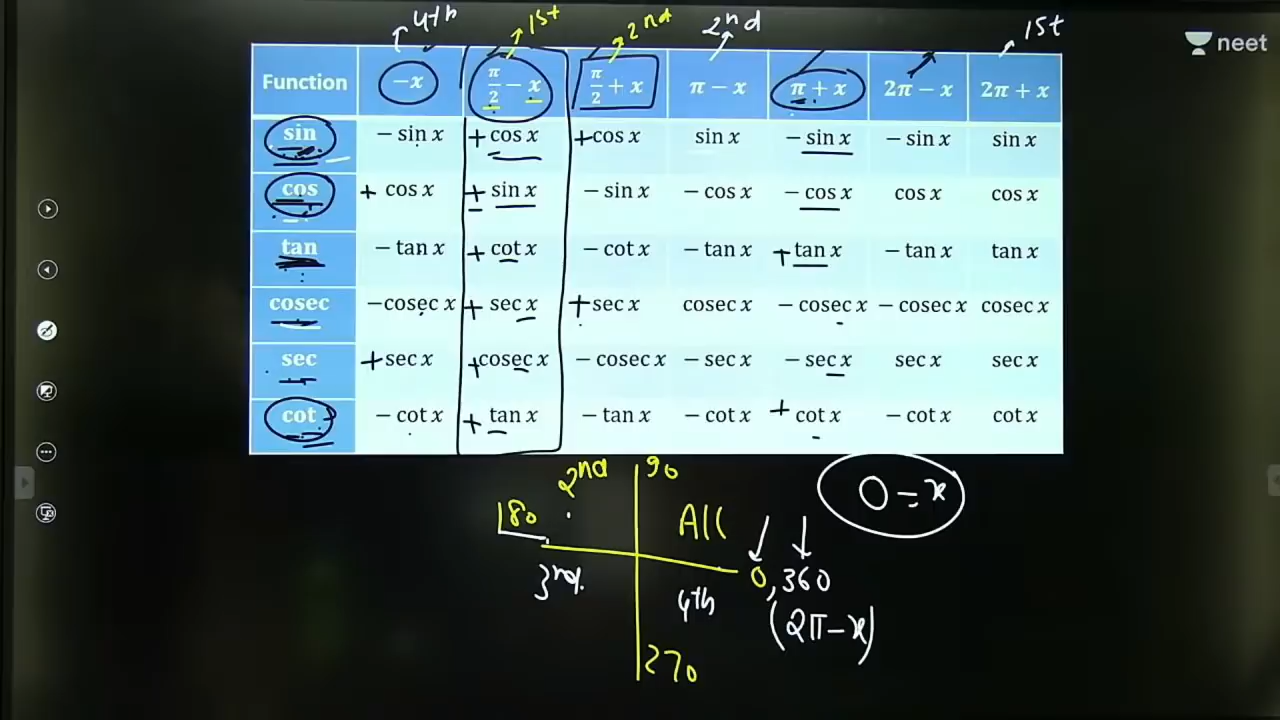 4th 1st 2nd 2nd 1st
neet
Function −x π/2 − x π/2 + x π − x π + x 2π − x 2π + x
sin − sin x + cos x + cos x sin x − sin x − sin x sin x
cos + cos x + sin x − sin x − cos x − cos x cos x cos x
tan − tan x + cot x − cot x − tan x + tan x − tan x tan x
cosec − cosec x + sec x + sec x cosec x − cosec x − cosec x cosec x
sec + sec x + cosec x − cosec x − sec x − sec x sec x sec x
cot − cot x + tan x − tan x − cot x + cot x − cot x cot x
2nd 90
180 All 0 = x
3rd 4th 0, 360
(2π − x)
270